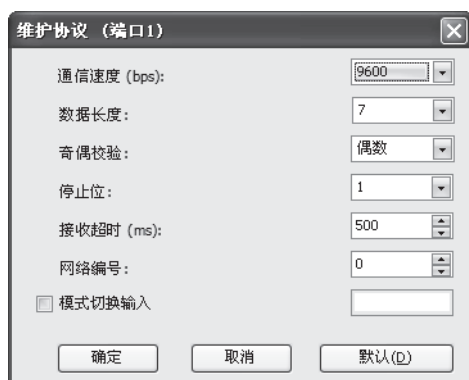 维护协议 (端口1)
通信速度 (bps): 9600
数据长度: 7
奇偶校验: 偶数
停止位: 1
接收超时 (ms): 500
网络编号: 0
模式切换输入
确定 取消 默认(D)